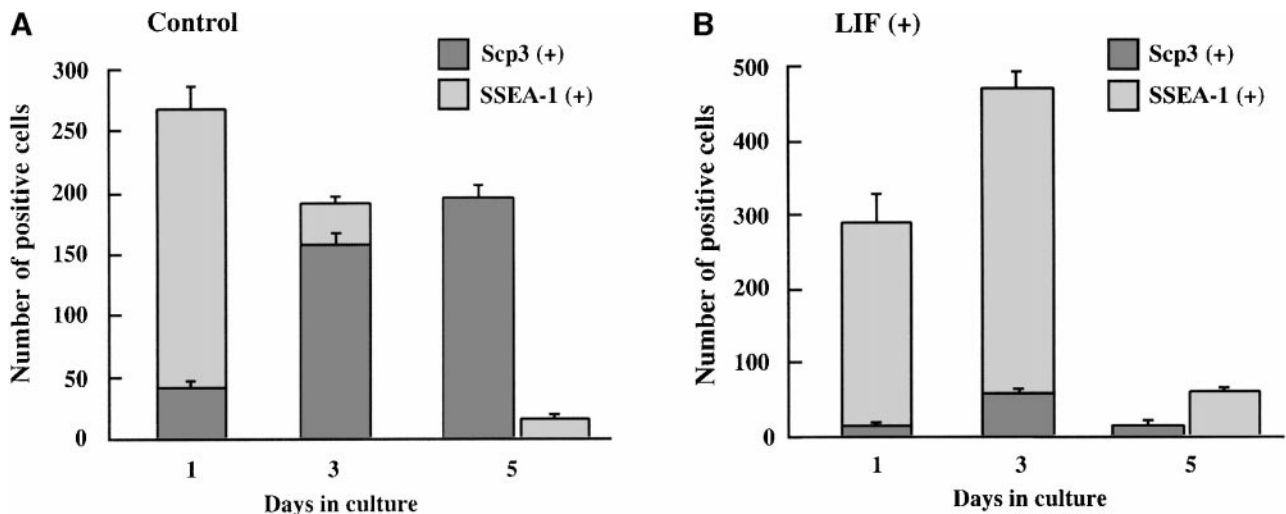 A
Control
Scp3 (+)
SSEA-1 (+)
Number of positive cells
300
250
200
150
100
50
0
1
3
5
Days in culture
B
LIF (+)
Scp3 (+)
SSEA-1 (+)
Number of positive cells
500
400
300
200
100
0
1
3
5
Days in culture